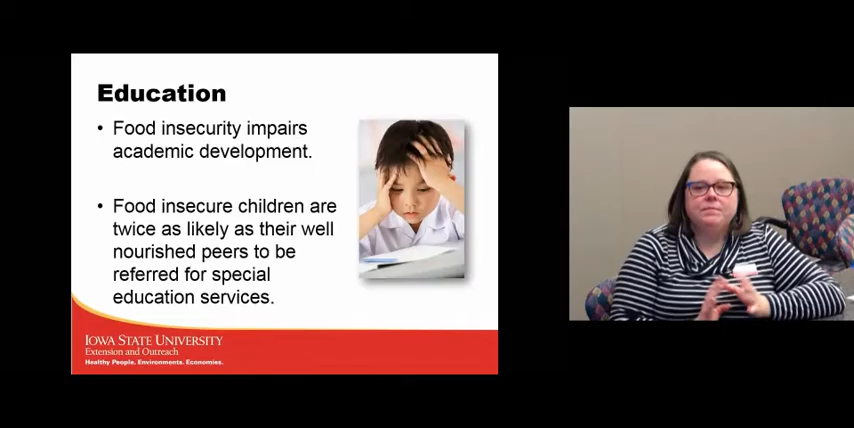 Education
• Food insecurity impairs
academic development.
• Food insecure children are
twice as likely as their well
nourished peers to be
referred for special
education services.
IOWA STATE UNIVERSITY
Extension and Outreach
Healthy People. Environments. Economies.